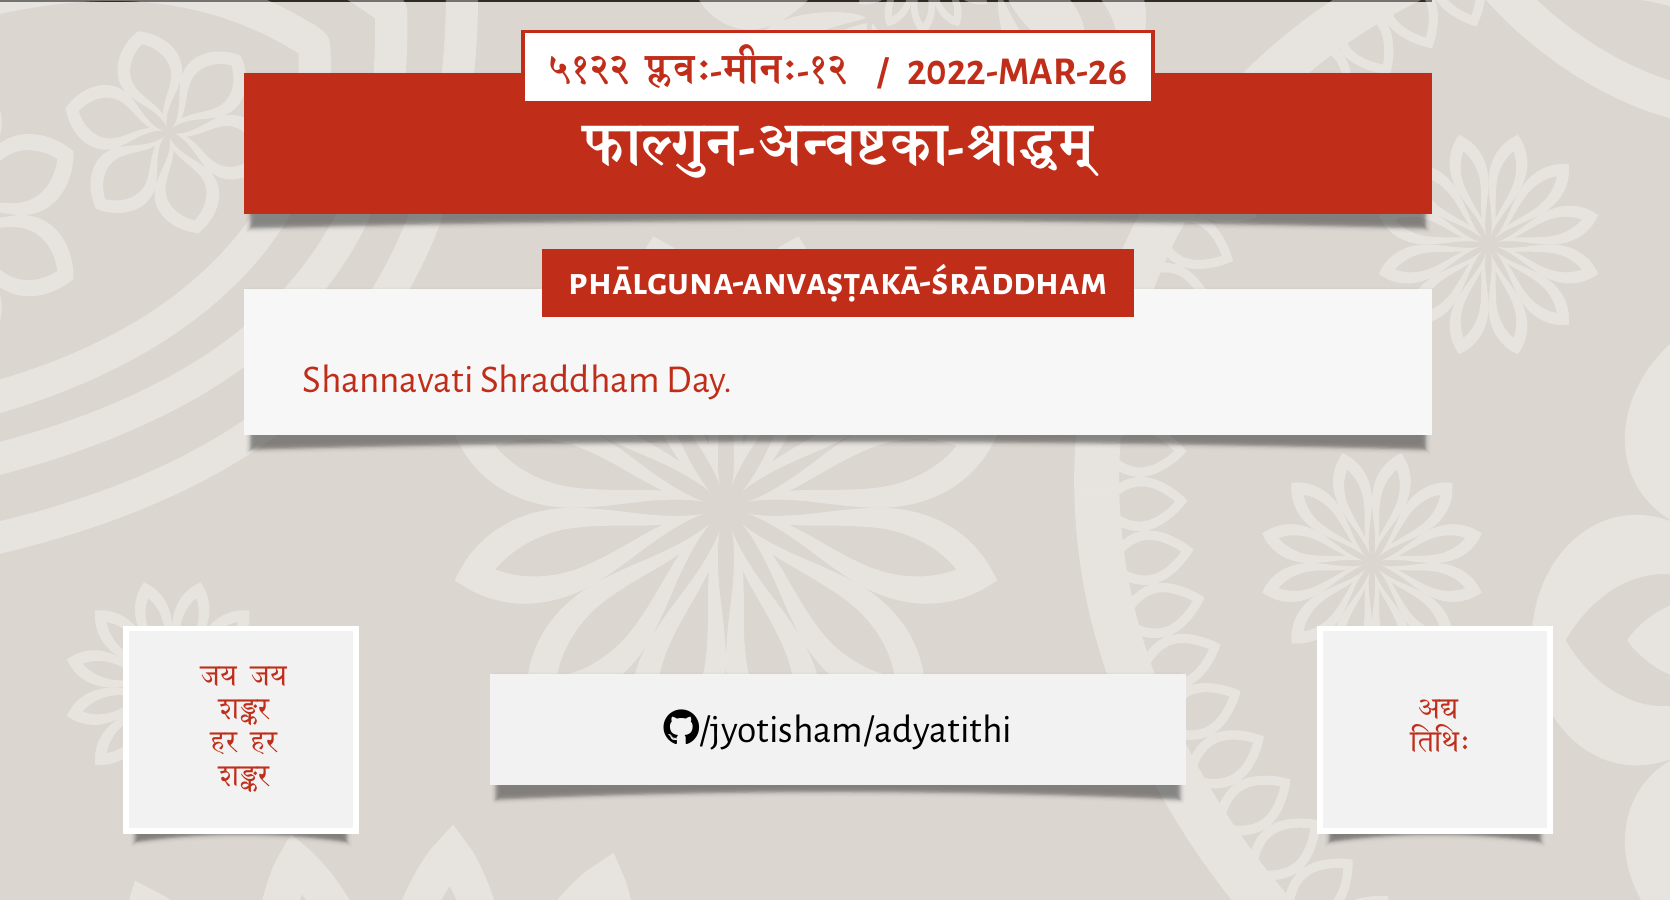 ५१२२ प्लवः-मीनः-१२ / 2022-MAR-26
फाल्गुन-अन्वष्टका-श्राद्धम्
PHĀLGUNA-ANVAṢṬAKĀ-ŚRĀDDHAM
Shannavati Shraddham Day.
जय जय
शङ्कर
हर हर
शङ्कर
/jyotisham/adyatithi
अद्य
तिथिः